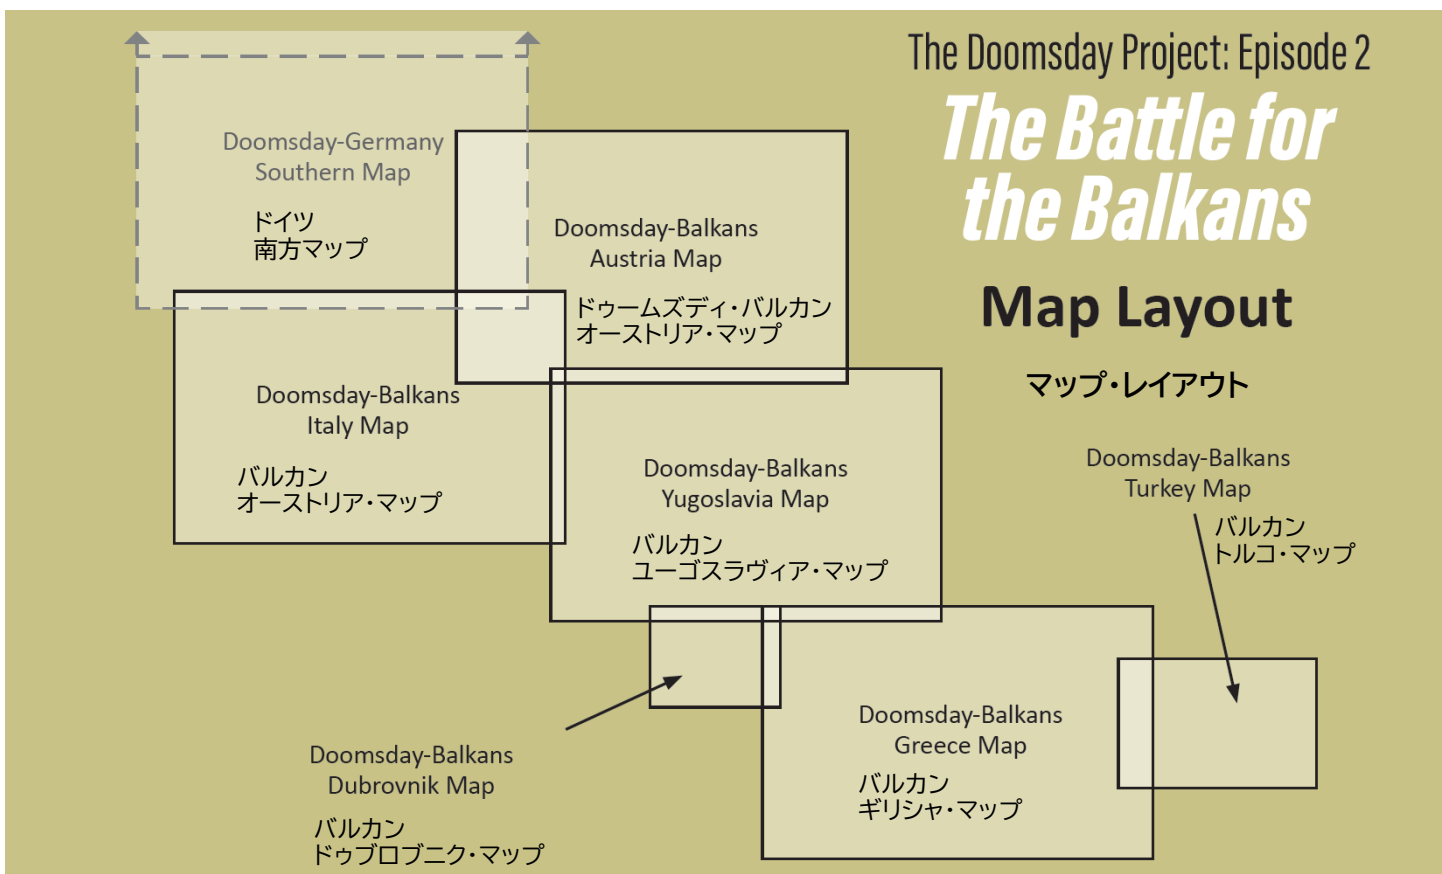 The Doomsday Project: Episode 2
The Battle for
the Balkans
Map Layout
マップ・レイアウト
Doomsday-Germany
Southern Map
ドイツ
南方マップ
Doomsday-Balkans
Austria Map
ドゥームズディ・バルカン
オーストリア・マップ
Doomsday-Balkans
Italy Map
バルカン
オーストリア・マップ
Doomsday-Balkans
Yugoslavia Map
バルカン
ユーゴスラヴィア・マップ
Doomsday-Balkans
Turkey Map
バルカン
トルコ・マップ
Doomsday-Balkans
Dubrovnik Map
バルカン
ドゥブロブニク・マップ
Doomsday-Balkans
Greece Map
バルカン
ギリシャ・マップ